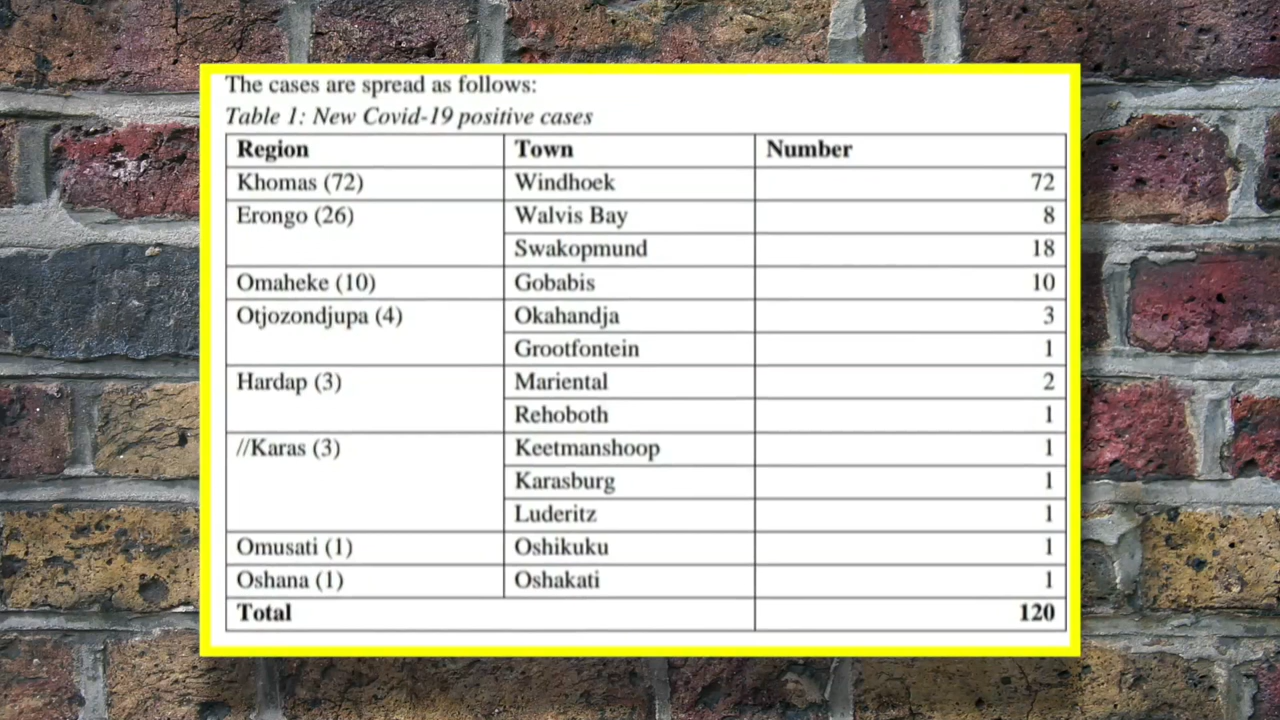 The cases are spread as follows:
Table 1: New Covid-19 positive cases
Region Town Number
Khomas (72) Windhoek 72
Erongo (26) Walvis Bay 8
Swakopmund 18
Omaheke (10) Gobabis 10
Otjozondjupa (4) Okahandja 3
Grootfontein 1
Hardap (3) Mariental 2
Rehoboth 1
//Karas (3) Keetmanshoop 1
Karasburg 1
Luderitz 1
Omusati (1) Oshikuku 1
Oshana (1) Oshakati 1
Total 120